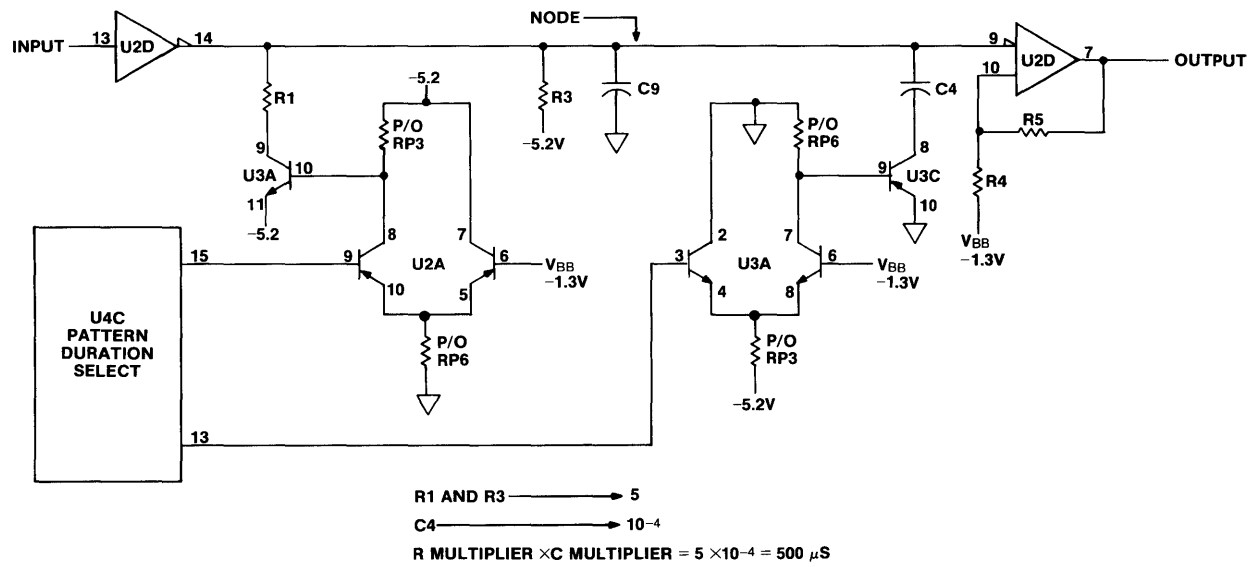 NODE
INPUT
13
U2D
14
9
10
U2D
7
OUTPUT
R1
-5.2
P/O
RP3
R3
-5.2V
C9
P/O
RP6
C4
R5
R4
VBB
-1.3V
9
U3A
10
11
-5.2
8
9
U3C
10
U4C
PATTERN
DURATION
SELECT
15
13
9
8
10
U2A
7
6
5
VBB
-1.3V
P/O
RP6
3
2
4
U3A
7
6
8
VBB
-1.3V
P/O
RP3
-5.2V
R1 AND R3 → 5
C4 → 10⁻⁴
R MULTIPLIER ×C MULTIPLIER = 5 ×10⁻⁴ = 500 μS